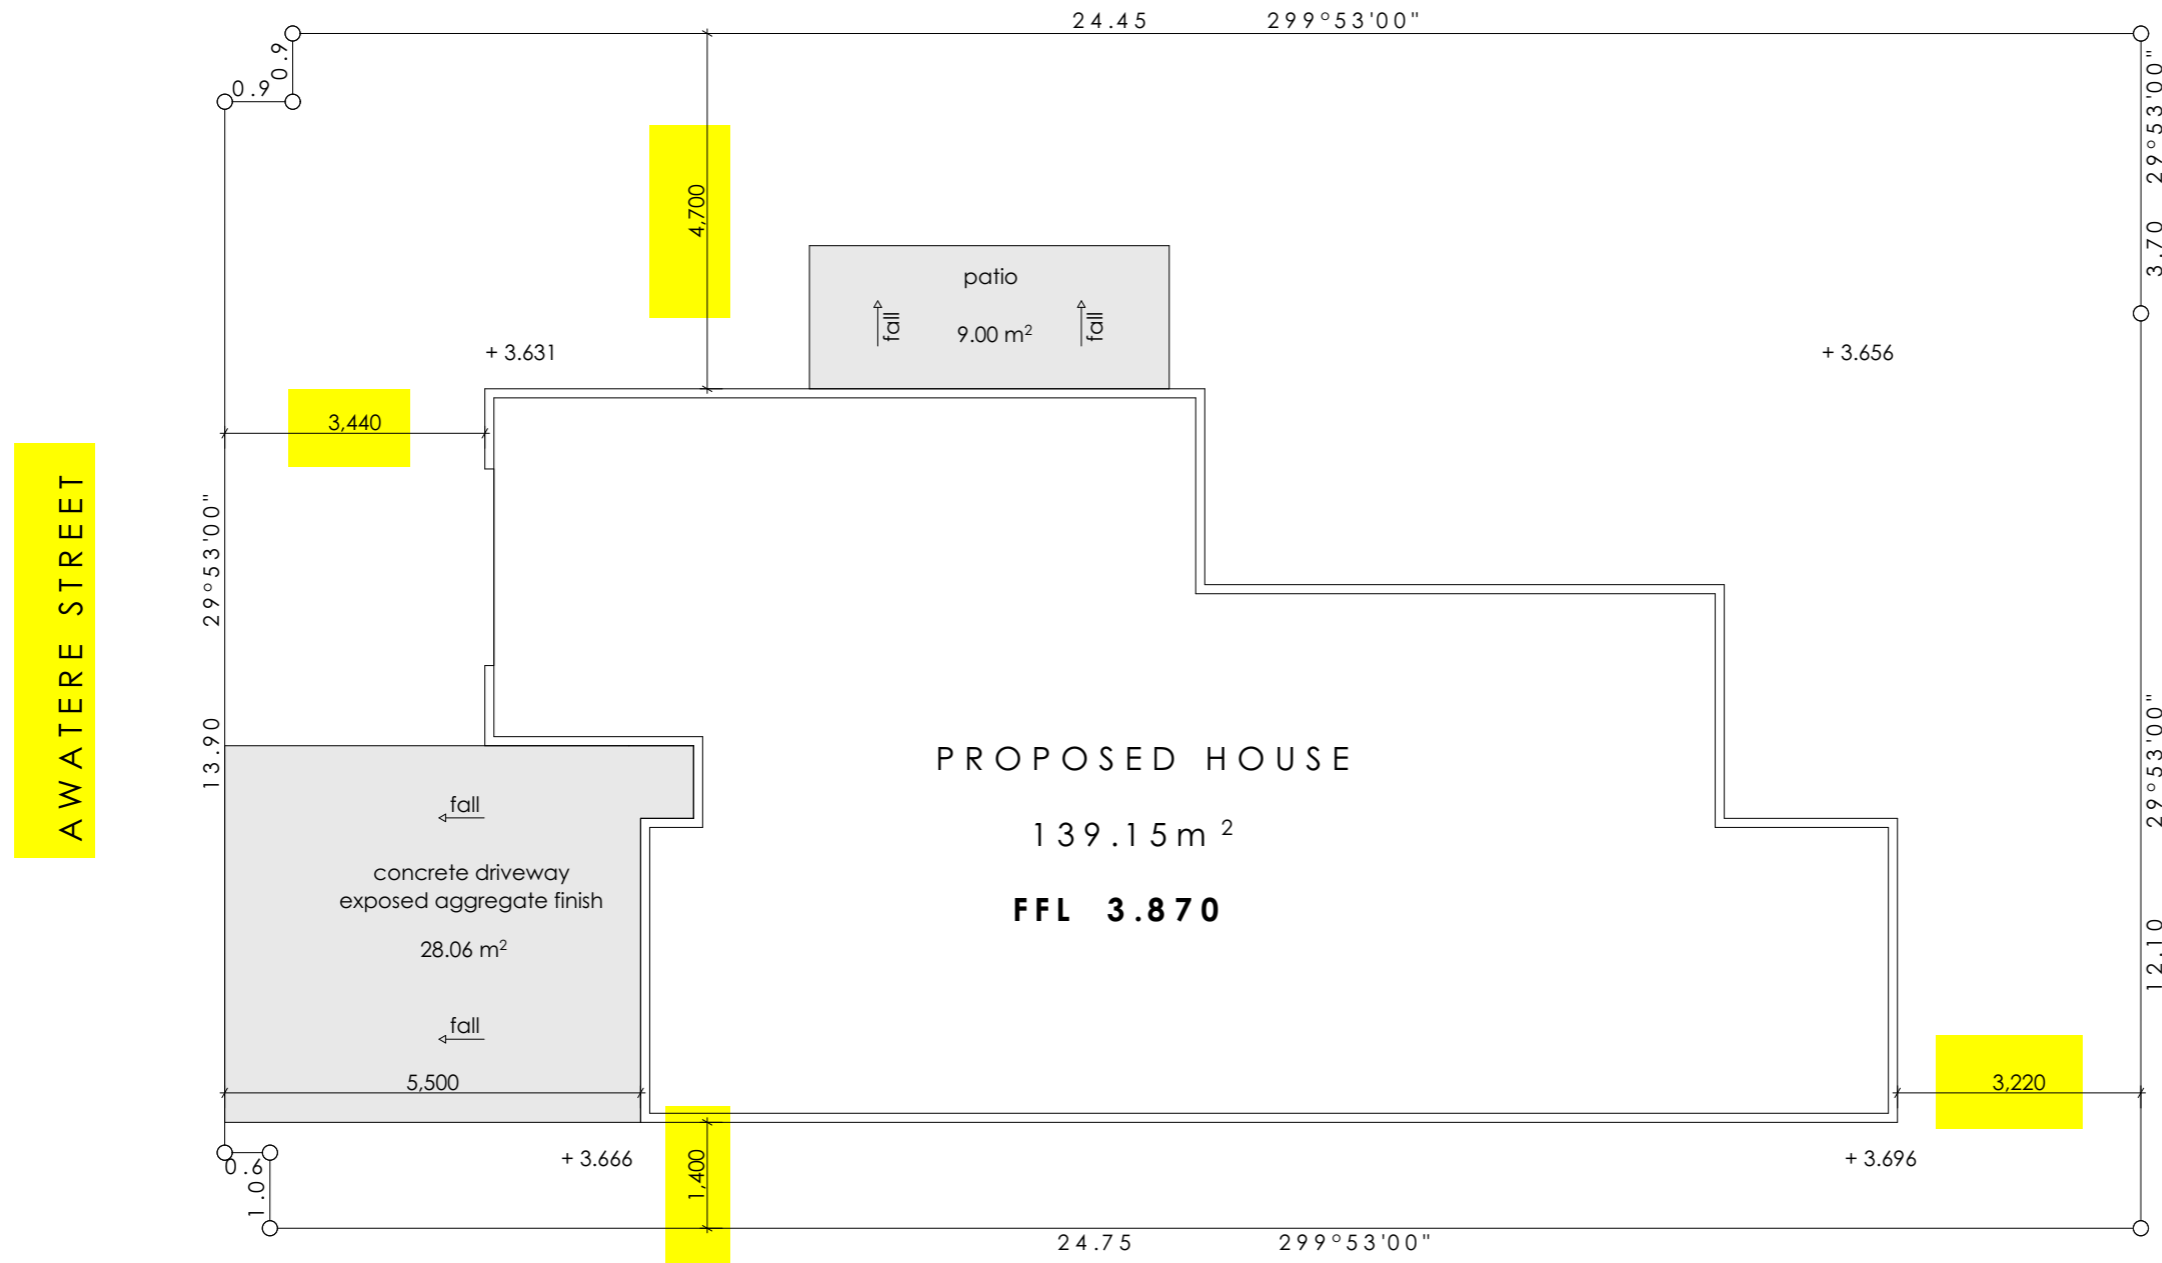 24.45 299°53'00"
0.9
0.9
29°53'00"
3.70
4,700
patio
fall
9.00 m²
fall
+ 3.631
+ 3.656
3,440
AWATERE STREET
29°53'00"
13.90
PROPOSED HOUSE
139.15m²
FFL 3.870
fall
concrete driveway
exposed aggregate finish
28.06 m²
fall
5,500
29°53'00"
12.10
3,220
0.6
1.0
+ 3.666
1,400
+ 3.696
24.75 299°53'00"